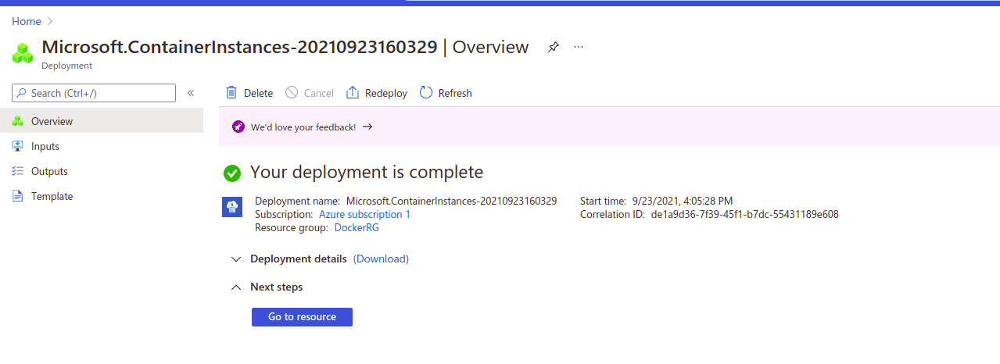 Home
Microsoft.ContainerInstances-20210923160329 | Overview
Deployment
Search (Ctrl+/)
Delete Cancel Redeploy Refresh
Overview
We'd love your feedback!
Inputs
Outputs
Template
Your deployment is complete
Deployment name: Microsoft.ContainerInstances-20210923160329
Subscription: Azure subscription 1
Resource group: DockerRG
Start time: 9/23/2021, 4:05:28 PM
Correlation ID: de1a9d36-7f39-45f1-b7dc-55431189e608
Deployment details (Download)
Next steps
Go to resource